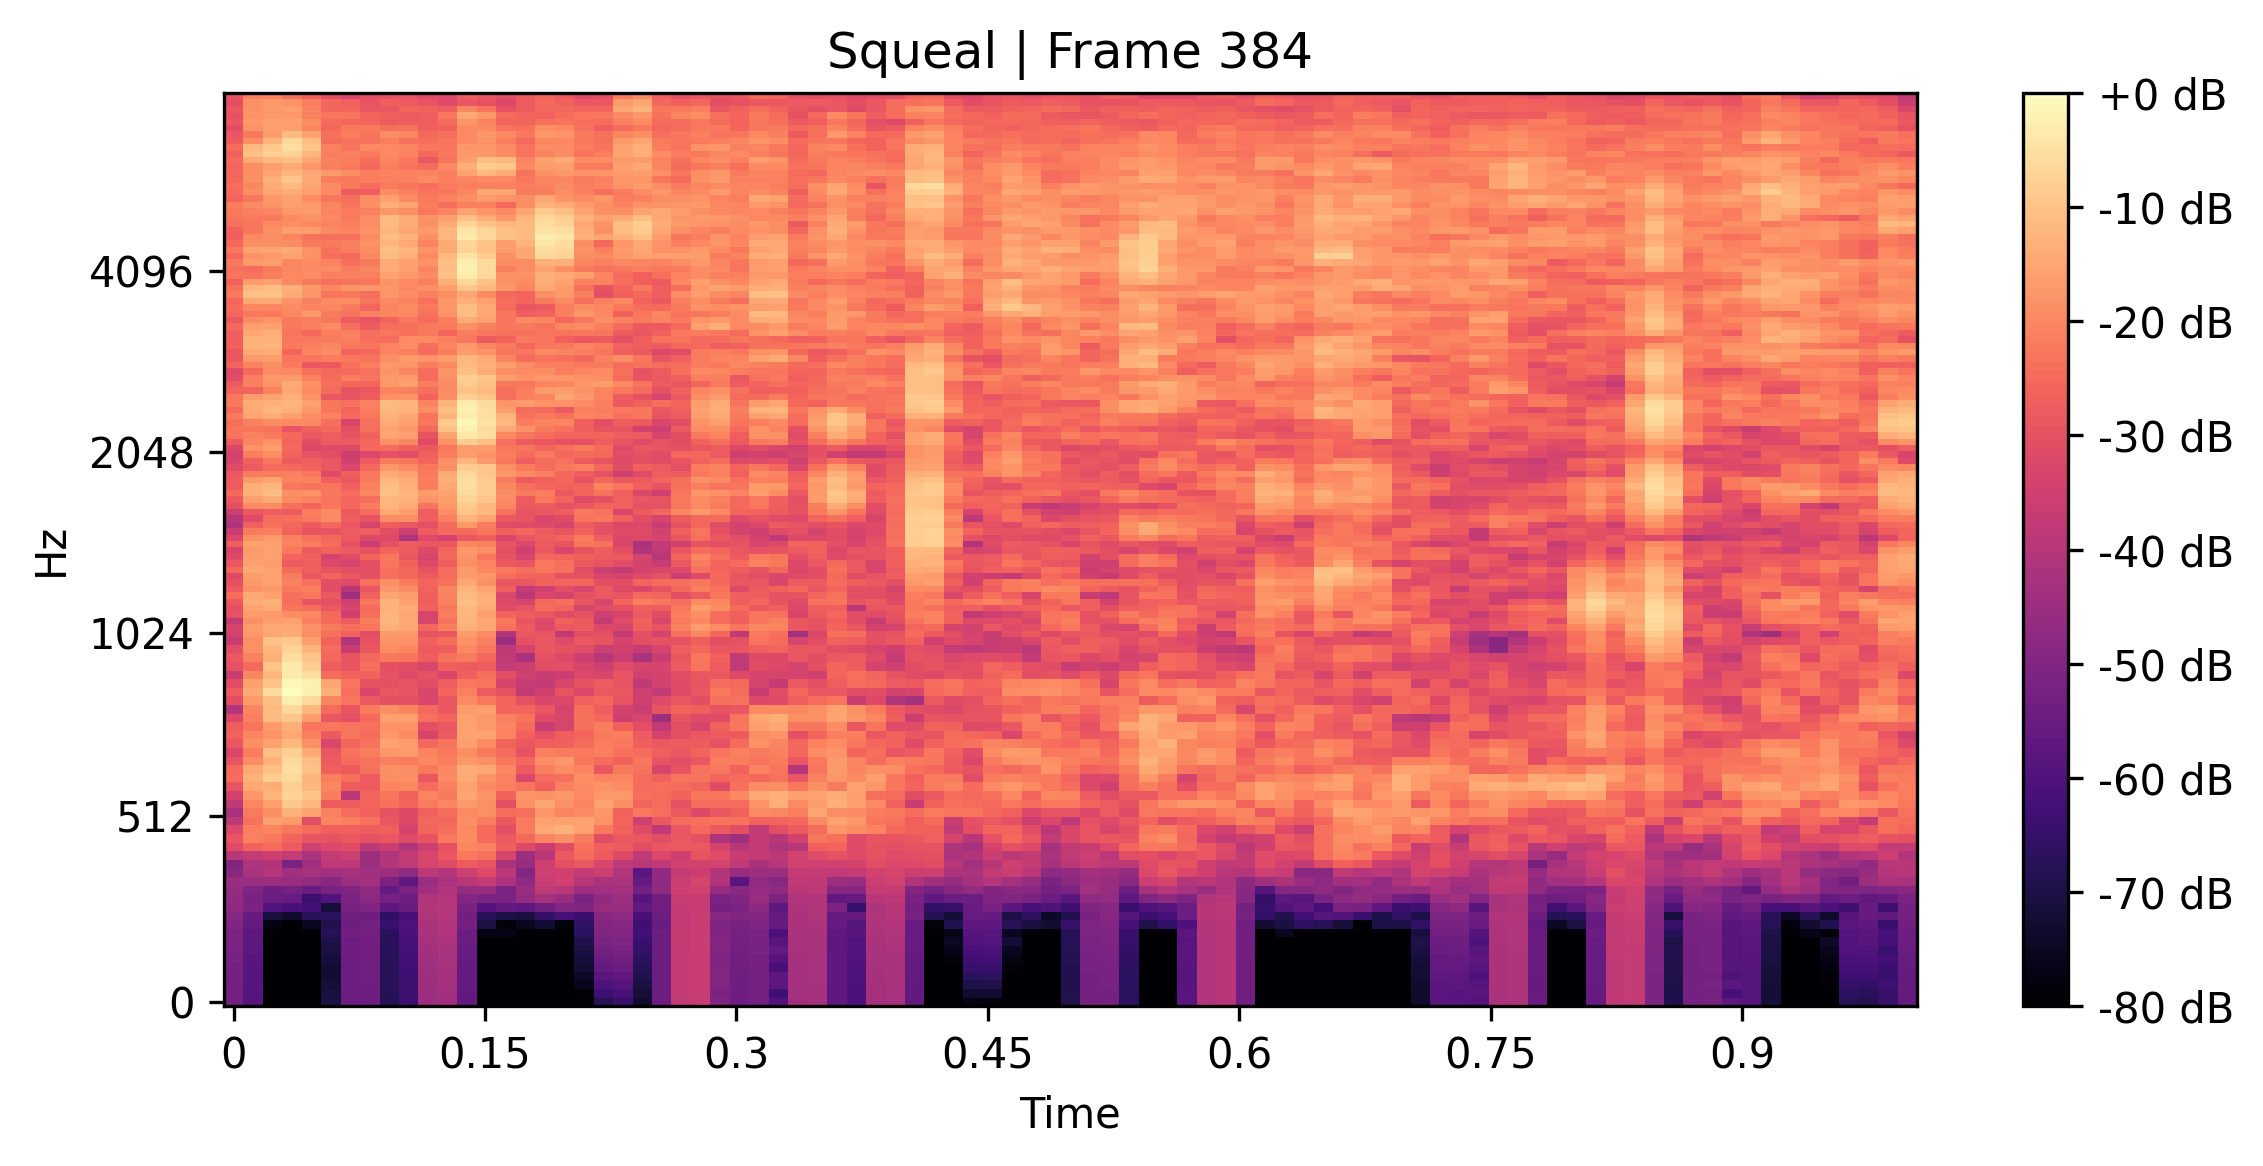 Squeal | Frame 384
Hz
4096
2048
1024
512
0
0 0.15 0.3 0.45 0.6 0.75 0.9
Time
+0 dB
-10 dB
-20 dB
-30 dB
-40 dB
-50 dB
-60 dB
-70 dB
-80 dB